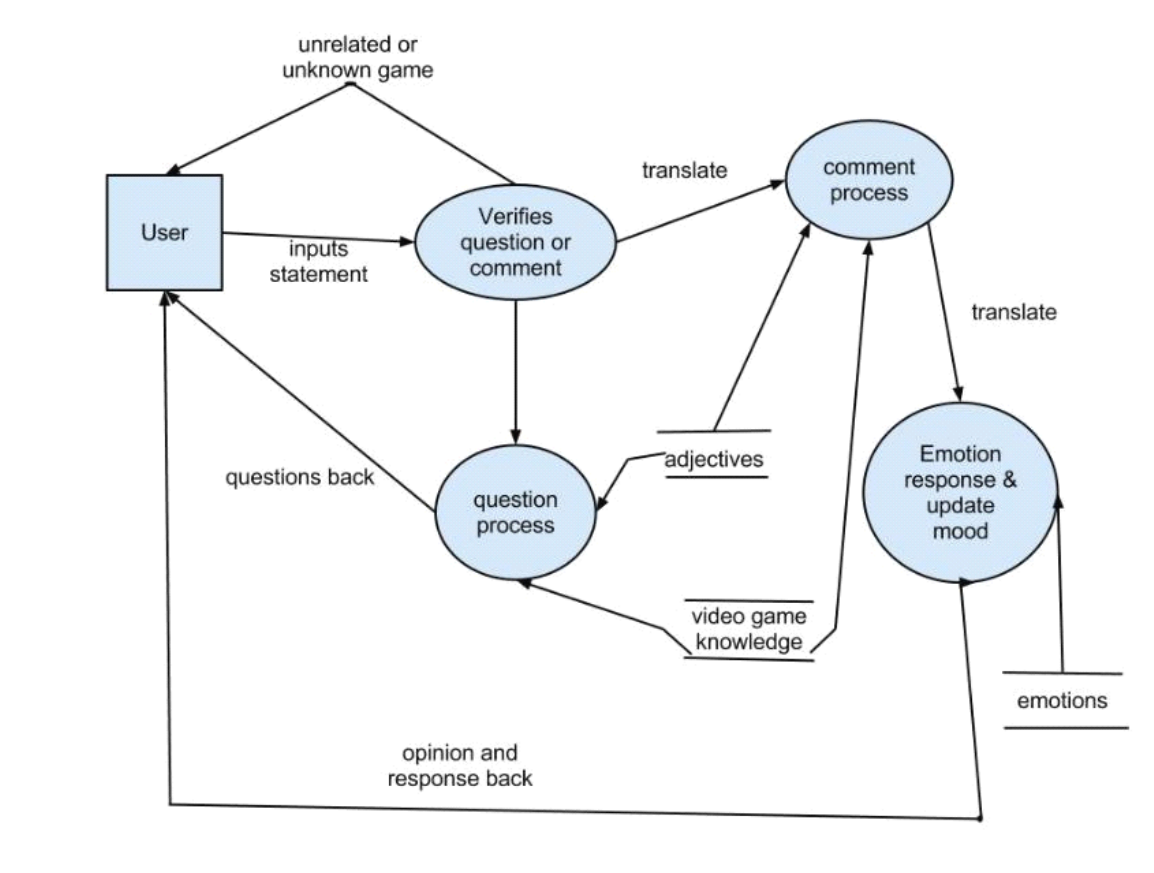 unrelated or
unknown game
User
inputs
statement
Verifies
question or
comment
translate
comment
process
translate
questions back
question
process
adjectives
Emotion
response &
update
mood
video game
knowledge
emotions
opinion and
response back